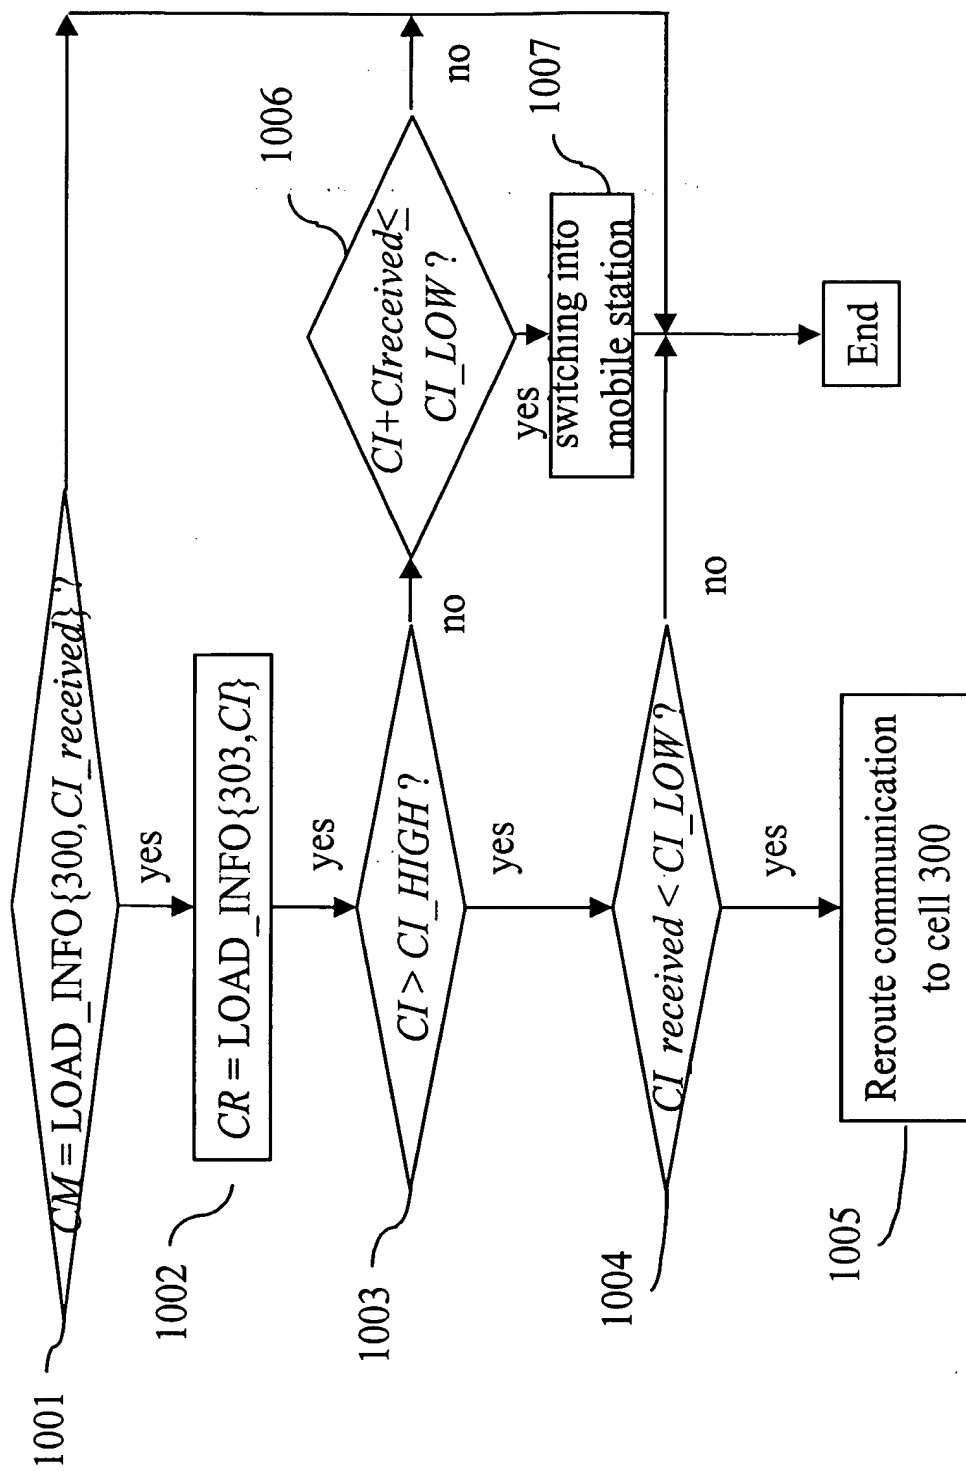 1001
CM = LOAD_INFO{300,CI_received} ?
yes
1002
CR = LOAD_INFO{303,CI}
yes
1003
CI > CI_HIGH ?
no
yes
1006
CI+CIreceived≤
CI_LOW ?
no
yes
1007
switching into
mobile station
1004
CI_received < CI_LOW ?
no
yes
1005
Reroute communication
to cell 300
End